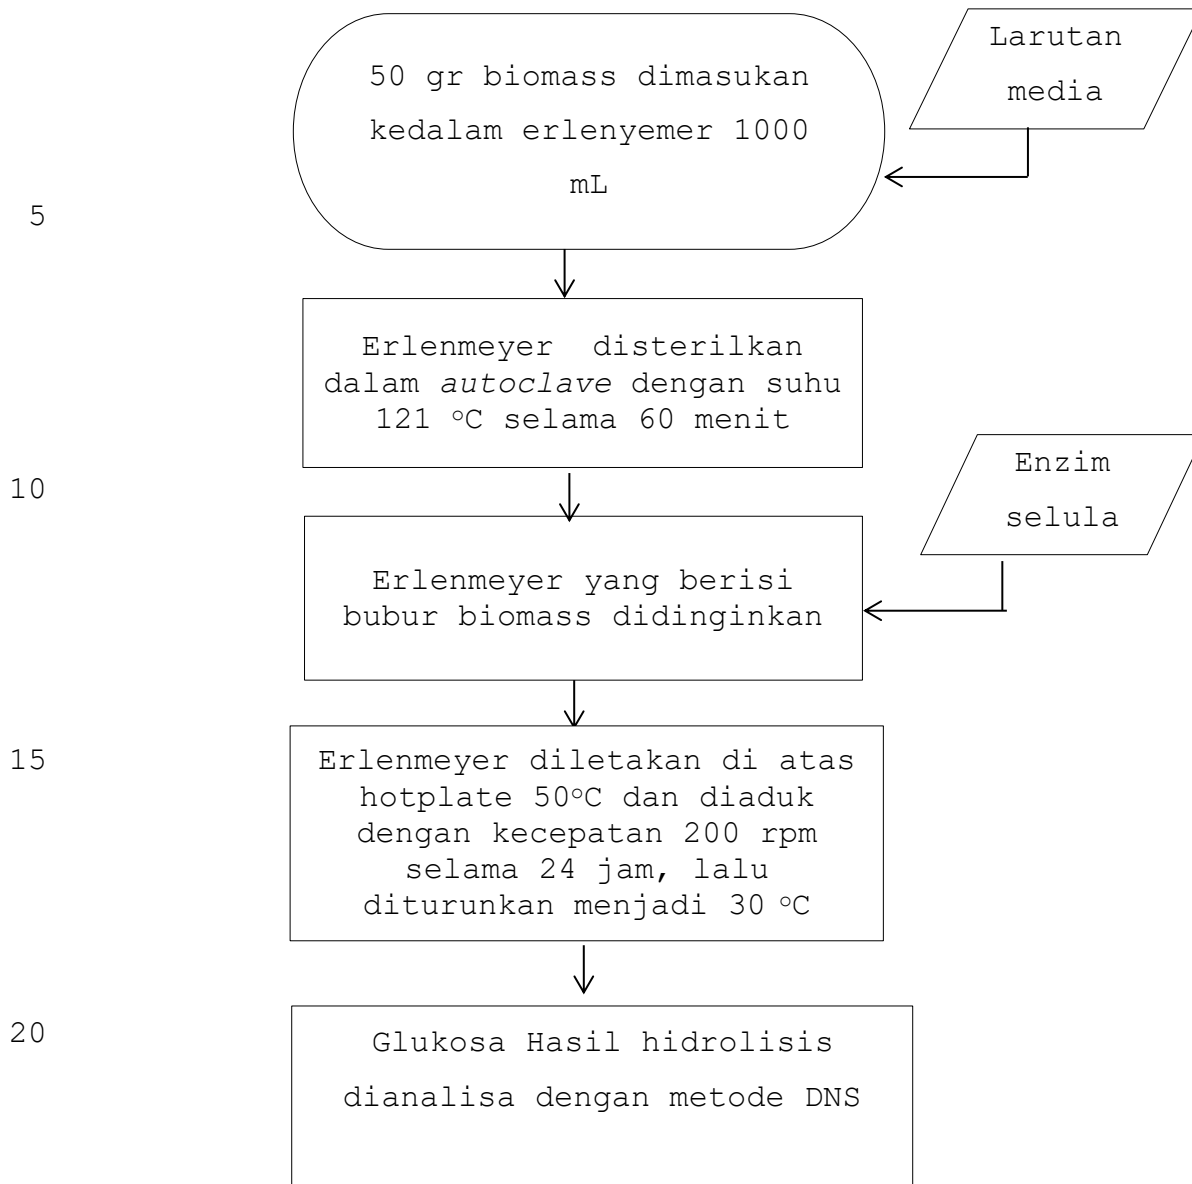 Larutan
media
50 gr biomass dimasukan
kedalam erlenyemer 1000
mL
5
Erlenmeyer disterilkan
dalam autoclave dengan suhu
121 °C selama 60 menit
Enzim
selula
10
Erlenmeyer yang berisi
bubur biomass didinginkan
15
Erlenmeyer diletakan di atas
hotplate 50°C dan diaduk
dengan kecepatan 200 rpm
selama 24 jam, lalu
diturunkan menjadi 30 °C
20
Glukosa Hasil hidrolisis
dianalisa dengan metode DNS